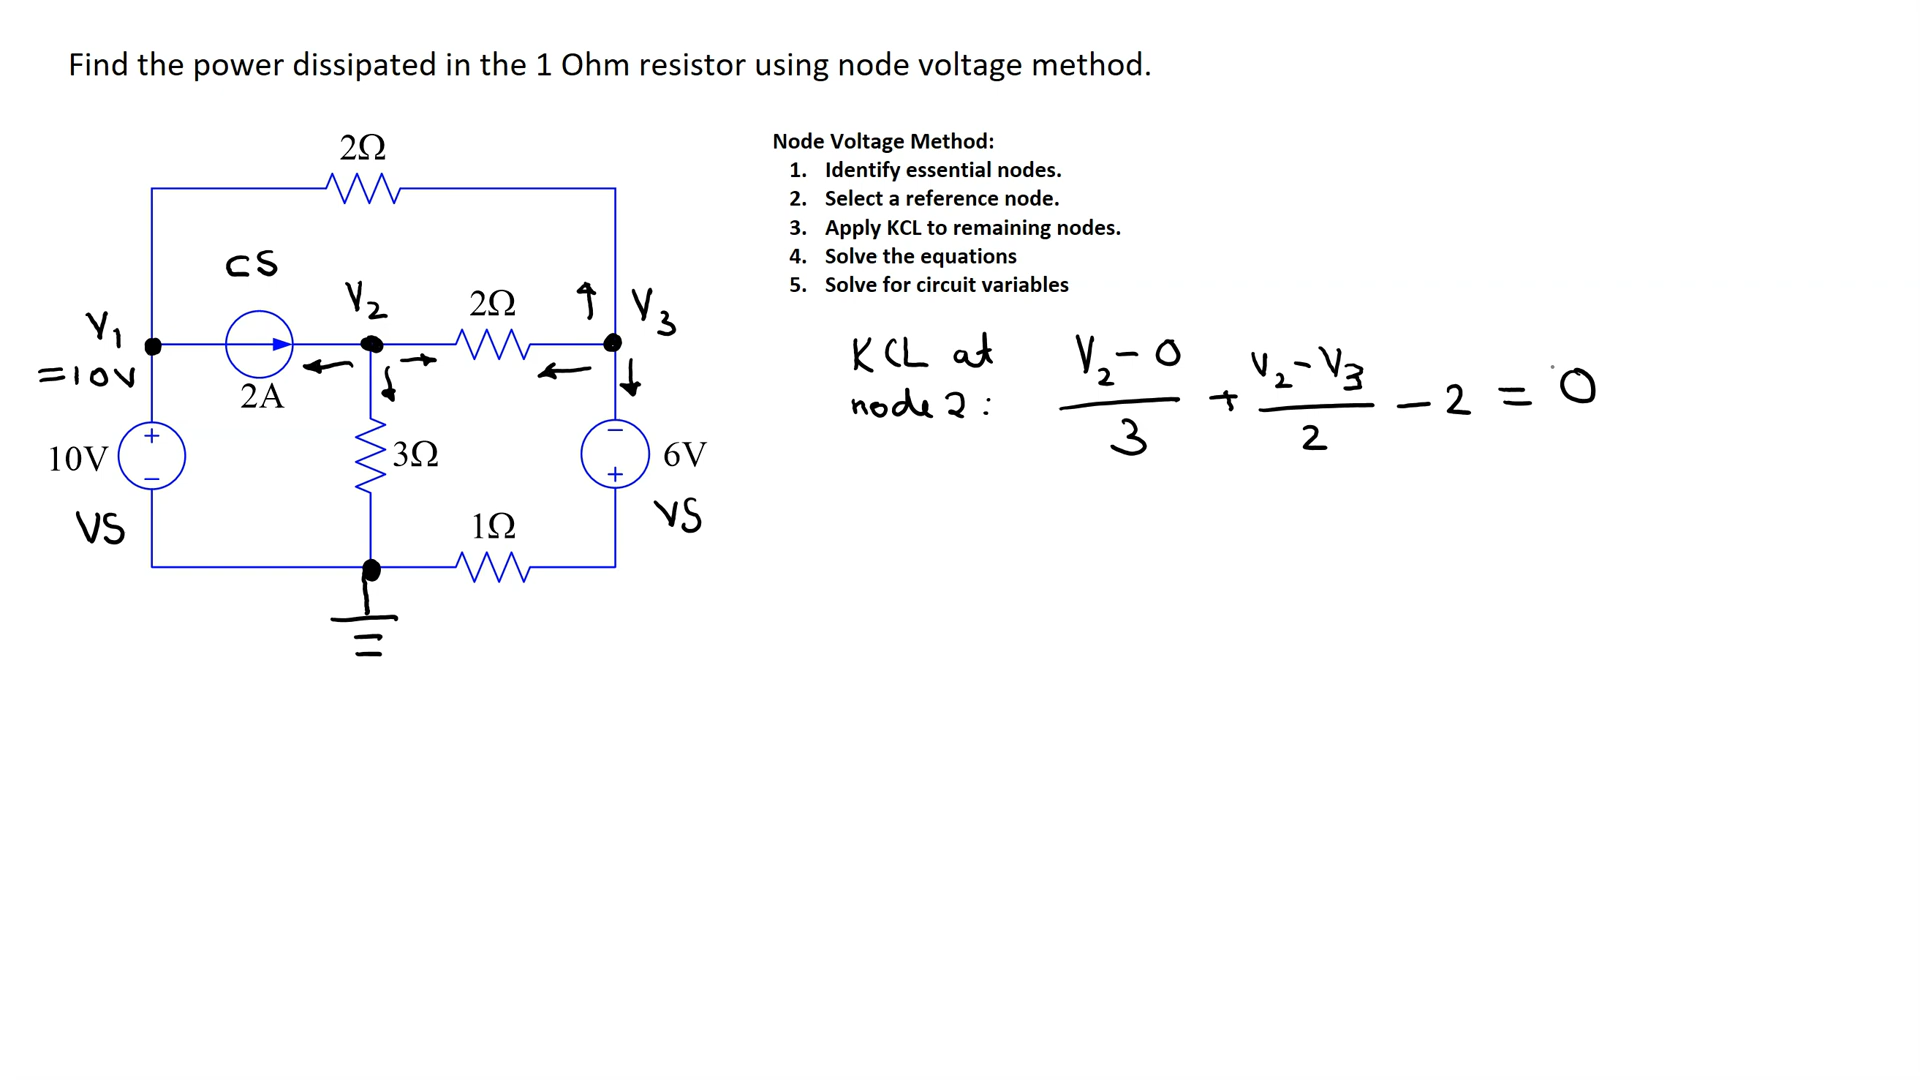 Find the power dissipated in the 1 Ohm resistor using node voltage method.
2Ω
Node Voltage Method:
1. Identify essential nodes.
2. Select a reference node.
3. Apply KCL to remaining nodes.
4. Solve the equations
5. Solve for circuit variables
CS
V2
2Ω
V3
V1
=10V
2A
10V
+
−
3Ω
−
+
6V
VS
VS
1Ω
KCL at
node 2:
(V2 - 0)/3 + (V2 - V3)/2 - 2 = 0